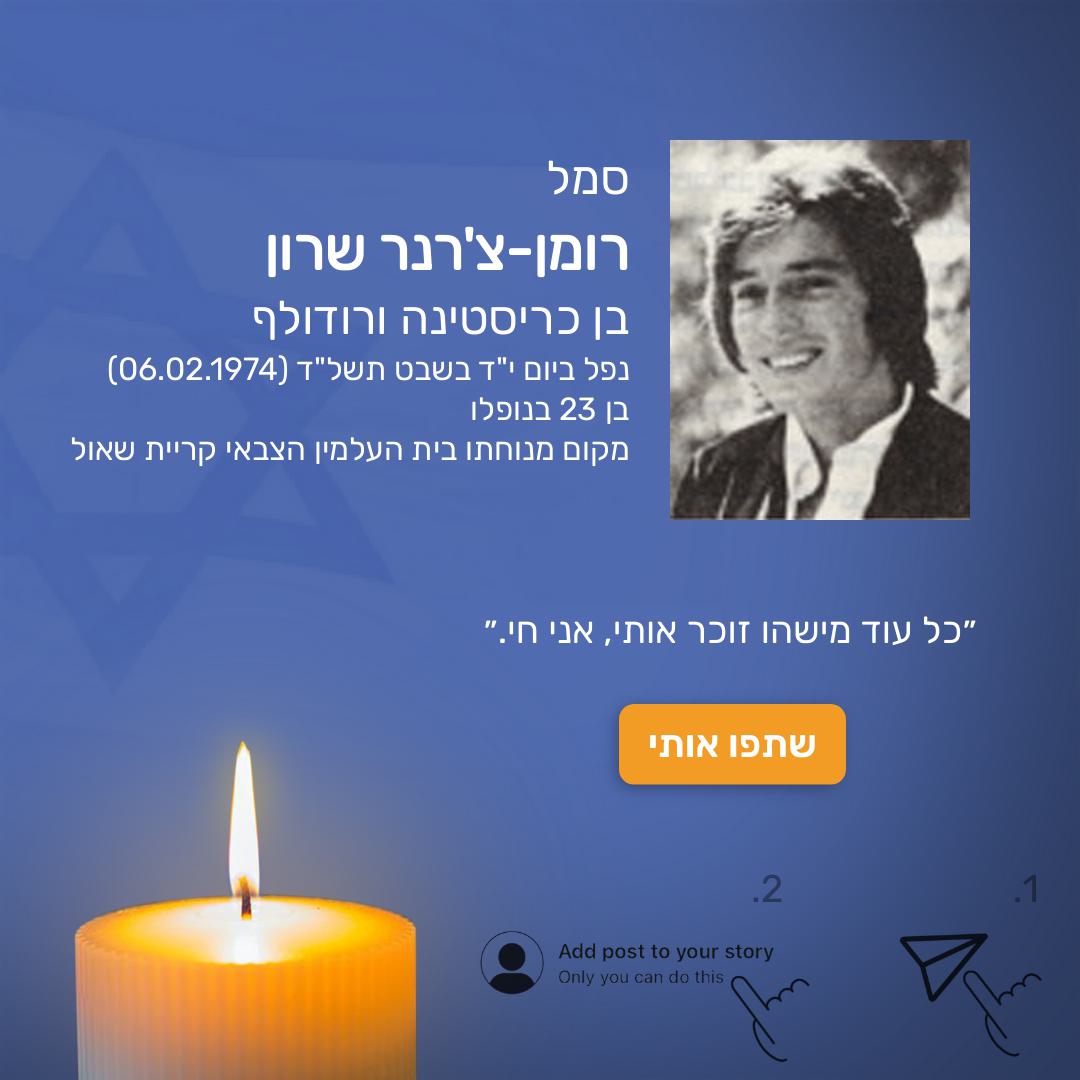 סמל
רומן-צ'רנר שרון
בן כריסטינה ורודולף
נפל ביום י"ד בשבט תשל"ד (06.02.1974)
בן 23 בנופלו
מקום מנוחתו בית העלמין הצבאי קריית שאול
״כל עוד מישהו זוכר אותי, אני חי.״
שתפו אותי
1.
2.
Add post to your story
Only you can do this